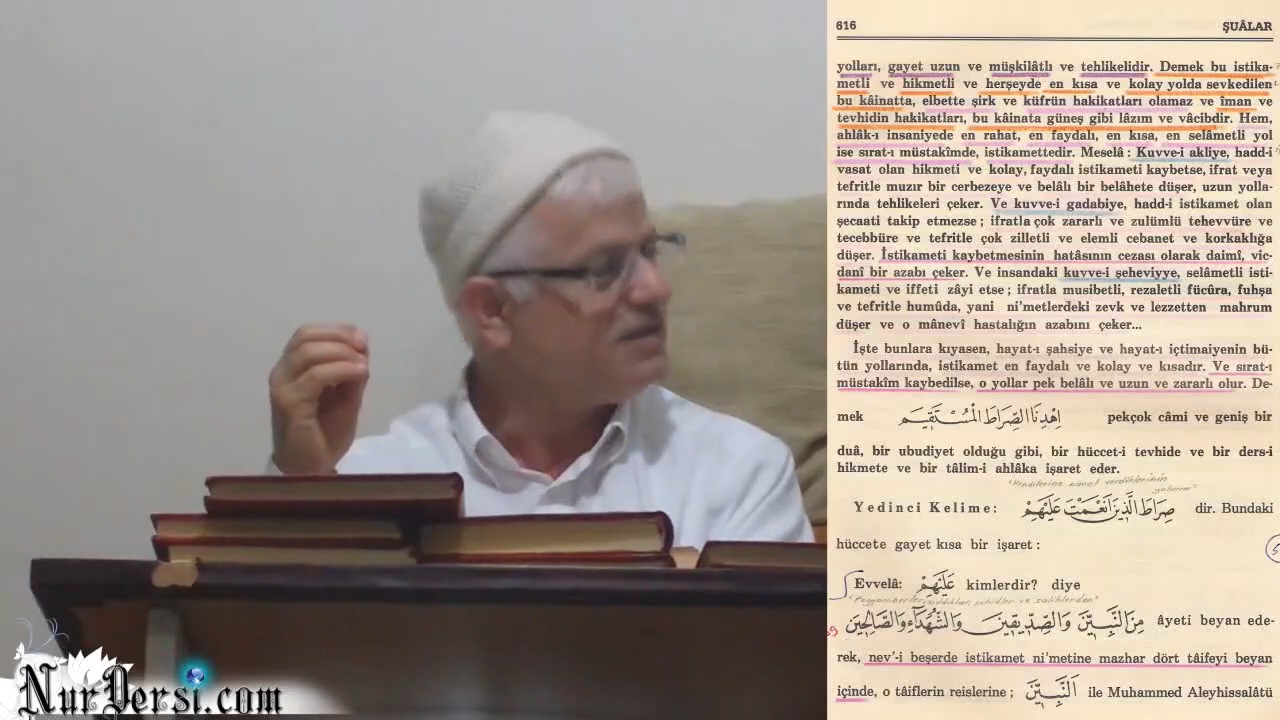 616 ŞUÂLAR
yolları, gayet uzun ve müşkilâtlı ve tehlikelidir. Demek bu istika-
metli ve hikmetli ve herşeyde en kısa ve kolay yolda sevkedilen
bu kâinatta, elbette şirk ve küfrün hakikatları olamaz ve îman ve
tevhidin hakikatları, bu kâinata güneş gibi lâzım ve vâcibdir. Hem,
ahlâk-ı insaniyede en rahat, en faydalı, en kısa, en selâmetli yol
ise sırat-ı müstakîmde, istikamettedir. Meselâ: Kuvve-i akliye, hadd-i
vasat olan hikmeti ve kolay, faydalı istikameti kaybetse, ifrat veya
tefritle muzır bir cerbezeye ve belâlı bir belâhete düşer, uzun yolla-
rında tehlikeleri çeker. Ve kuvve-i gadabiye, hadd-i istikamet olan
şecaati takip etmezse; ifratla çok zararlı ve zulümlü tehevvüre ve
tecebbüre ve tefritle çok zilletli ve elemli cebanet ve korkaklığa
düşer. İstikameti kaybetmesinin hatâsının cezası olarak daimî, vic-
danî bir azabı çeker. Ve insandaki kuvve-i şeheviyye, selâmetli isti-
kameti ve iffeti zâyi etse; ifratla musibetli, rezaletli fücûra, fuhşa
ve tefritle humûda, yani ni'metlerdeki zevk ve lezzetten mahrum
düşer ve o mânevî hastalığın azabını çeker...
İşte bunlara kıyasen, hayat-ı şahsiye ve hayat-ı içtimaiyenin bü-
tün yollarında, istikamet en faydalı ve kolay ve kısadır. Ve sırat-ı
müstakîm kaybedilse, o yollar pek belâlı ve uzun ve zararlı olur. De-
mek اِهْدِنَا الصِّرَاطَ الْمُسْتَقِيمَ pekçok câmi ve geniş bir
duâ, bir ubudiyet olduğu gibi, bir hüccet-i tevhide ve bir ders-i
hikmete ve bir tâlim-i ahlâka işaret eder.
"Kendilerine nimet verdiklerinin
yoluna"
Yedinci Kelime: صِرَاطَ الَّذِينَ اَنْعَمْتَ عَلَيْهِمْ dir. Bundaki
hüccete gayet kısa bir işaret:
Evvelâ: عَلَيْهِمْ kimlerdir? diye
"Peygamberler, sıddıklar, şehidler ve salihlerden"
مِنَ النَّبِيّنَ وَالصِّدِّيقِينَ وَالشُّهَدَاءِ وَالصَّالِحِينَ âyeti beyan ede-
rek, nev'-i beşerde istikamet ni'metine mazhar dört tâifeyi beyan
içinde, o tâiflerin reislerine; اَلنَّبِيّنَ ile Muhammed Aleyhissalâtü
NurDersi.com